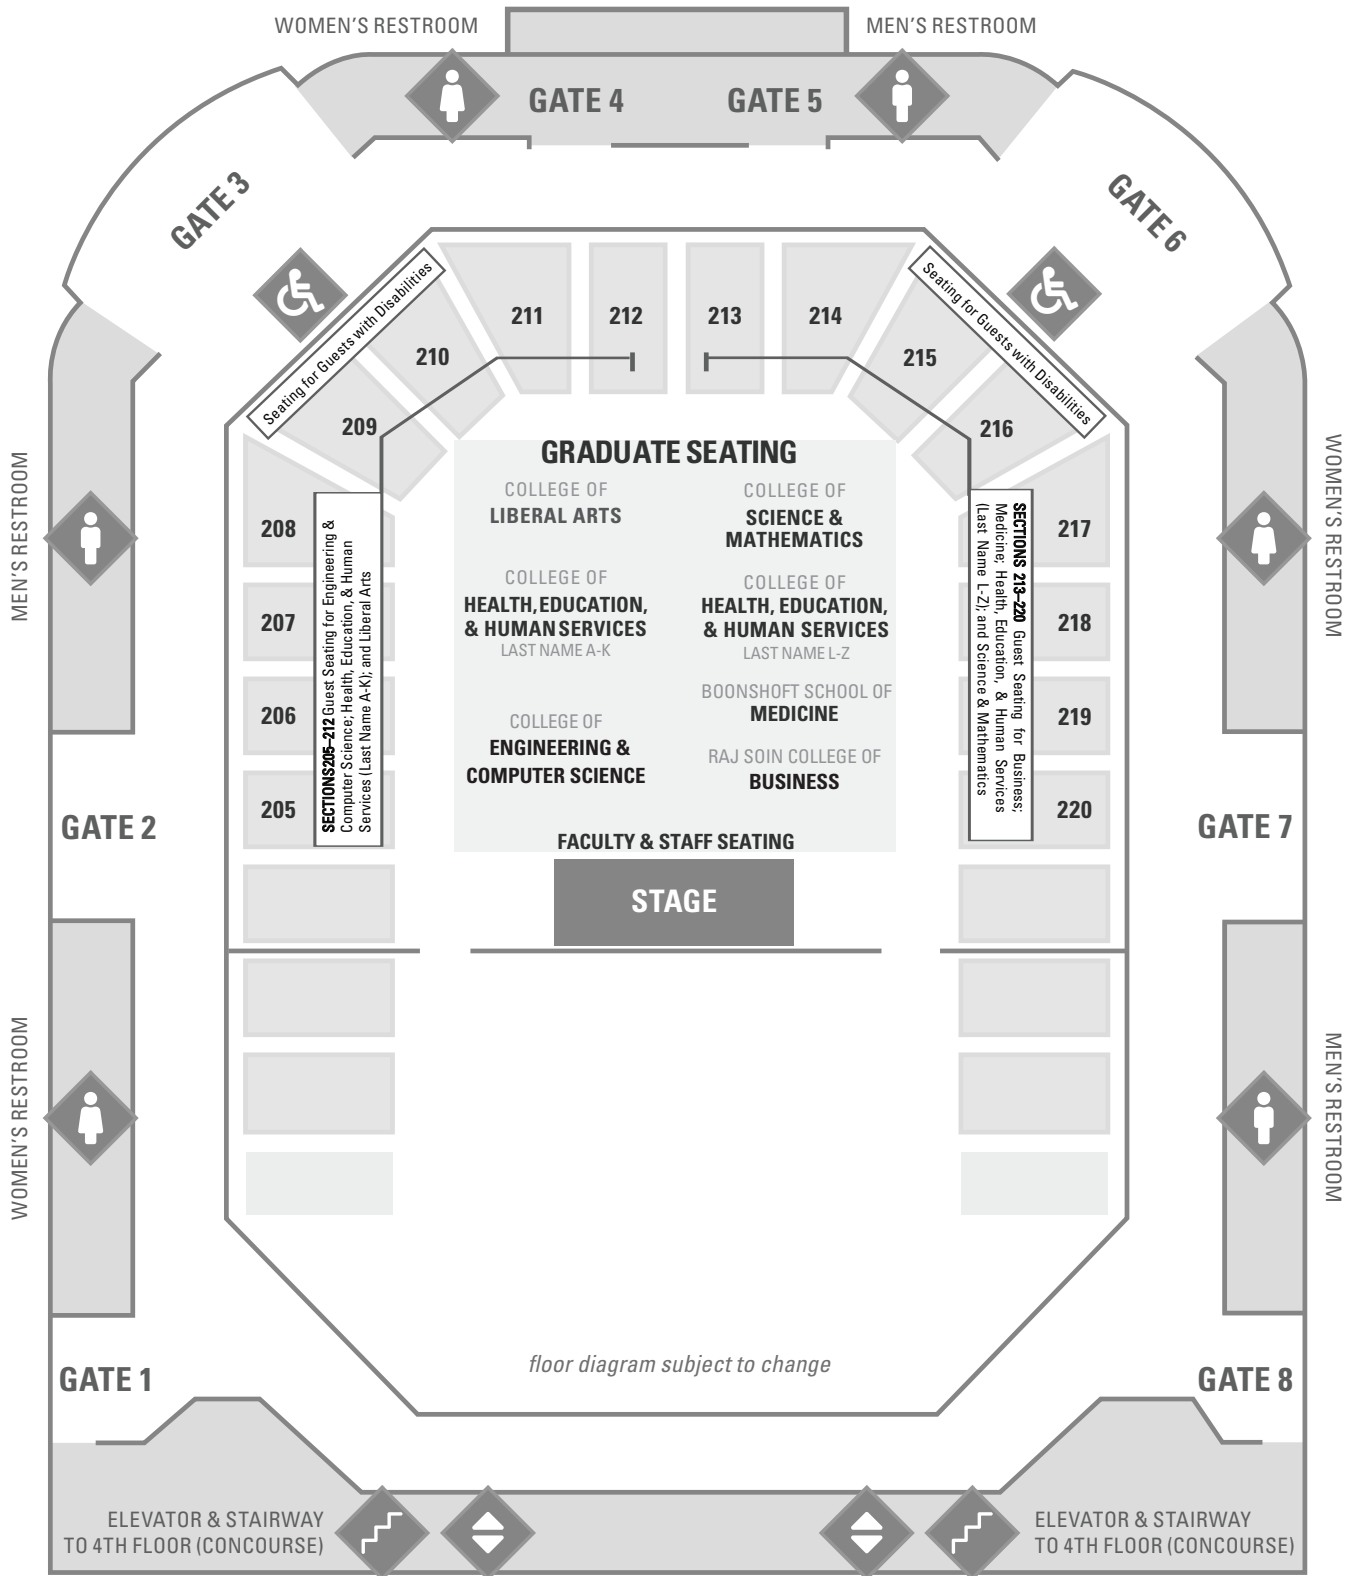 WOMEN'S RESTROOM
MEN'S RESTROOM
GATE 4
GATE 5
GATE 3
GATE 6
Seating for Guests with Disabilities
Seating for Guests with Disabilities
211
212
213
214
210
215
209
216
GRADUATE SEATING
COLLEGE OF
LIBERAL ARTS
COLLEGE OF
SCIENCE &
MATHEMATICS
COLLEGE OF
HEALTH, EDUCATION,
& HUMAN SERVICES
LAST NAME A-K
COLLEGE OF
HEALTH, EDUCATION,
& HUMAN SERVICES
LAST NAME L-Z
BOONSHOFT SCHOOL OF
MEDICINE
COLLEGE OF
ENGINEERING &
COMPUTER SCIENCE
RAJ SOIN COLLEGE OF
BUSINESS
FACULTY & STAFF SEATING
STAGE
208
207
206
205
SECTIONS 205–212 Guest Seating for Engineering &
Computer Science; Health, Education, & Human
Services (Last Name A-K); and Liberal Arts
SECTIONS 213–220 Guest Seating for Business;
Medicine; Health, Education, & Human Services
(Last Name L-Z); and Science & Mathematics
217
218
219
220
MEN'S RESTROOM
WOMEN'S RESTROOM
GATE 2
GATE 7
WOMEN'S RESTROOM
MEN'S RESTROOM
floor diagram subject to change
GATE 1
GATE 8
ELEVATOR & STAIRWAY
TO 4TH FLOOR (CONCOURSE)
ELEVATOR & STAIRWAY
TO 4TH FLOOR (CONCOURSE)